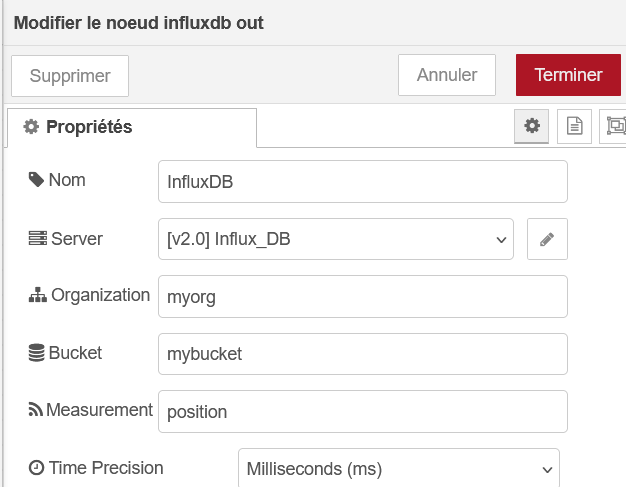 Modifier le noeud influxdb out
Supprimer Annuler Terminer
Propriétés
Nom InfluxDB
Server [v2.0] Influx_DB
Organization myorg
Bucket mybucket
Measurement position
Time Precision Milliseconds (ms)